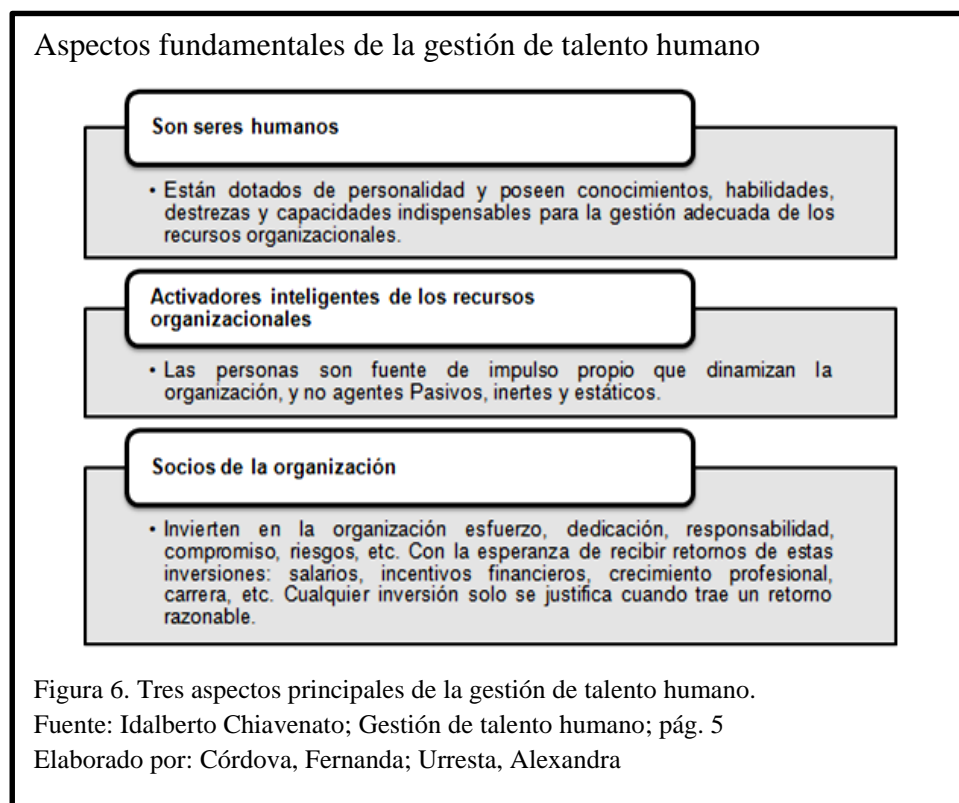 Aspectos fundamentales de la gestión de talento humano
Son seres humanos
• Están dotados de personalidad y poseen conocimientos, habilidades,
destrezas y capacidades indispensables para la gestión adecuada de los
recursos organizacionales.
Activadores inteligentes de los recursos
organizacionales
• Las personas son fuente de impulso propio que dinamizan la
organización, y no agentes Pasivos, inertes y estáticos.
Socios de la organización
• Invierten en la organización esfuerzo, dedicación, responsabilidad,
compromiso, riesgos, etc. Con la esperanza de recibir retornos de estas
inversiones: salarios, incentivos financieros, crecimiento profesional,
carrera, etc. Cualquier inversión solo se justifica cuando trae un retorno
razonable.
Figura 6. Tres aspectos principales de la gestión de talento humano.
Fuente: Idalberto Chiavenato; Gestión de talento humano; pág. 5
Elaborado por: Córdova, Fernanda; Urresta, Alexandra